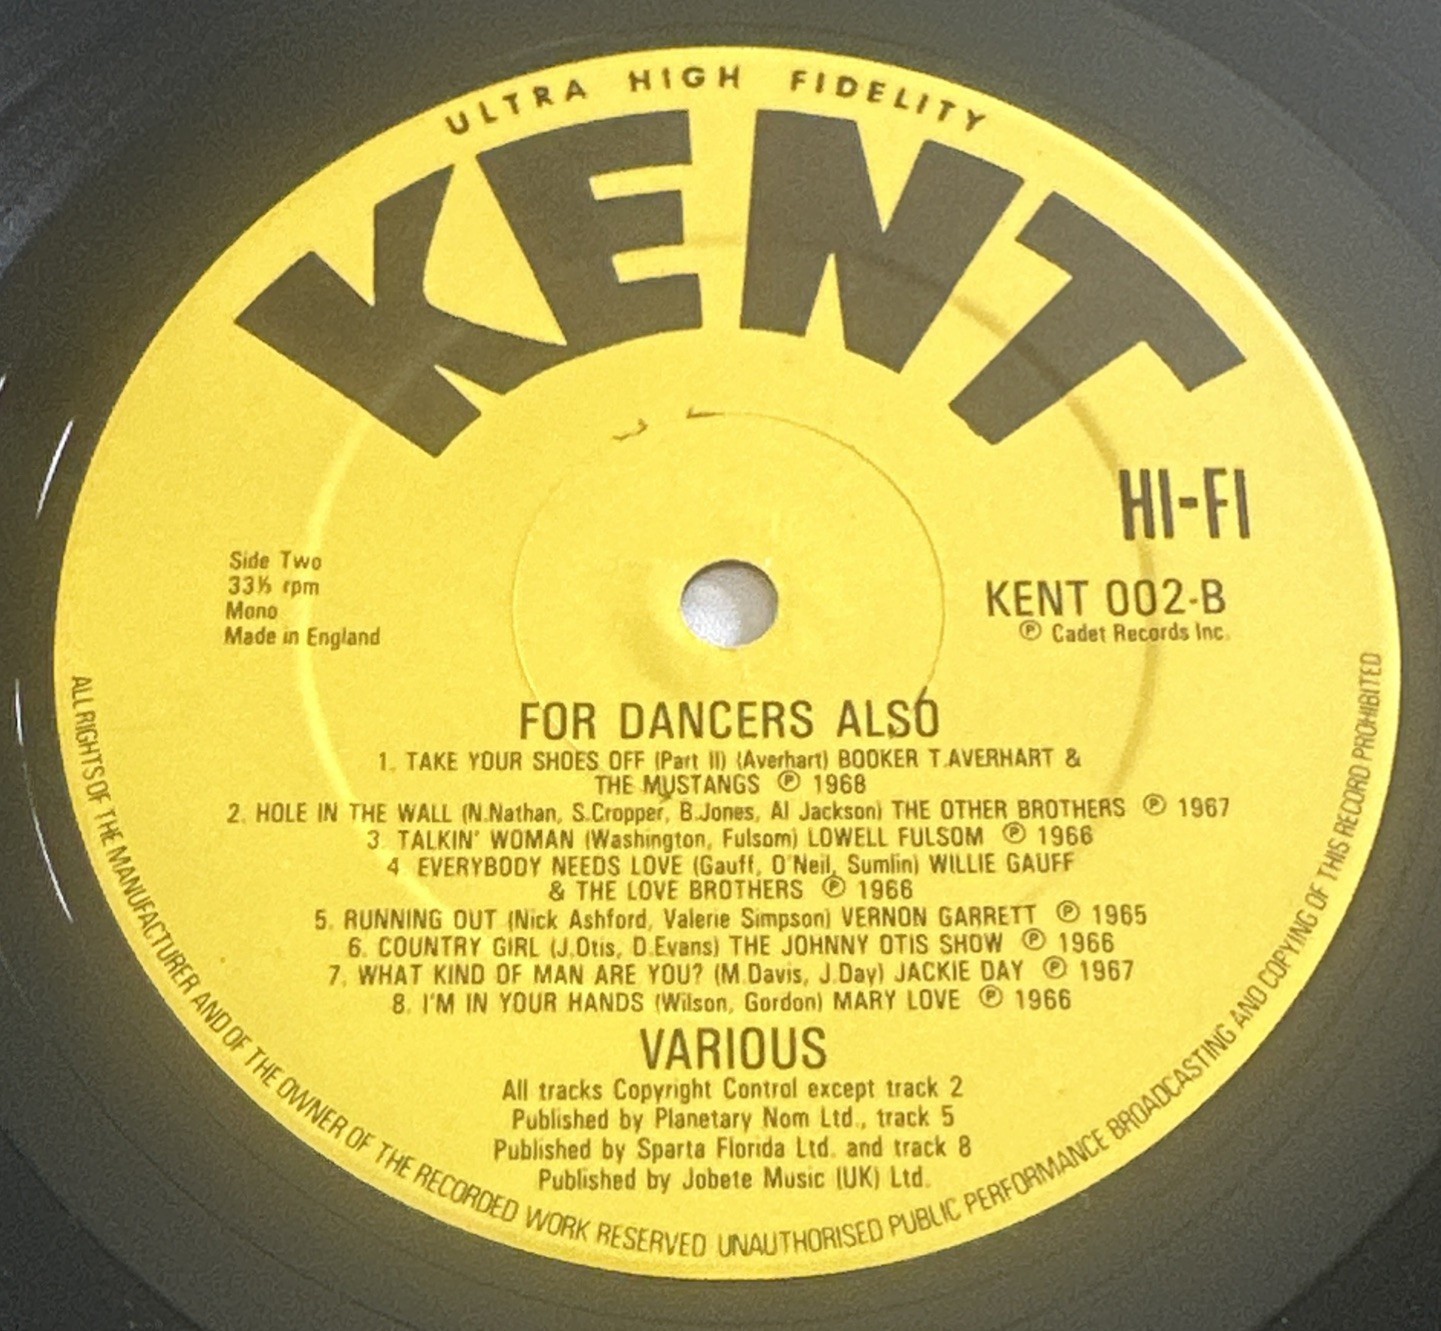 ULTRA HIGH FIDELITY
KENT
HI-FI
Side Two
33⅓ rpm
Mono
Made in England
KENT 002-B
℗ Cadet Records Inc.
FOR DANCERS ALSO
1. TAKE YOUR SHOES OFF (Part II) (Averhart) BOOKER T.AVERHART &
THE MUSTANGS ℗ 1968
2. HOLE IN THE WALL (N.Nathan, S.Cropper, B.Jones, Al Jackson) THE OTHER BROTHERS ℗ 1967
3. TALKIN' WOMAN (Washington, Fulsom) LOWELL FULSOM ℗ 1966
4 EVERYBODY NEEDS LOVE (Gauff, O'Neil, Sumlin) WILLIE GAUFF
& THE LOVE BROTHERS ℗ 1966
5. RUNNING OUT (Nick Ashford, Valerie Simpson) VERNON GARRETT ℗ 1965
6. COUNTRY GIRL (J.Otis, D.Evans) THE JOHNNY OTIS SHOW ℗ 1966
7. WHAT KIND OF MAN ARE YOU? (M.Davis, J.Day) JACKIE DAY ℗ 1967
8. I'M IN YOUR HANDS (Wilson, Gordon) MARY LOVE ℗ 1966
VARIOUS
All tracks Copyright Control except track 2
Published by Planetary Nom Ltd., track 5
Published by Sparta Florida Ltd. and track 8
Published by Jobete Music (UK) Ltd.
ALL RIGHTS OF THE MANUFACTURER AND OF THE OWNER OF THE RECORDED WORK RESERVED UNAUTHORISED PUBLIC PERFORMANCE BROADCASTING AND COPYING OF THIS RECORD PROHIBITED